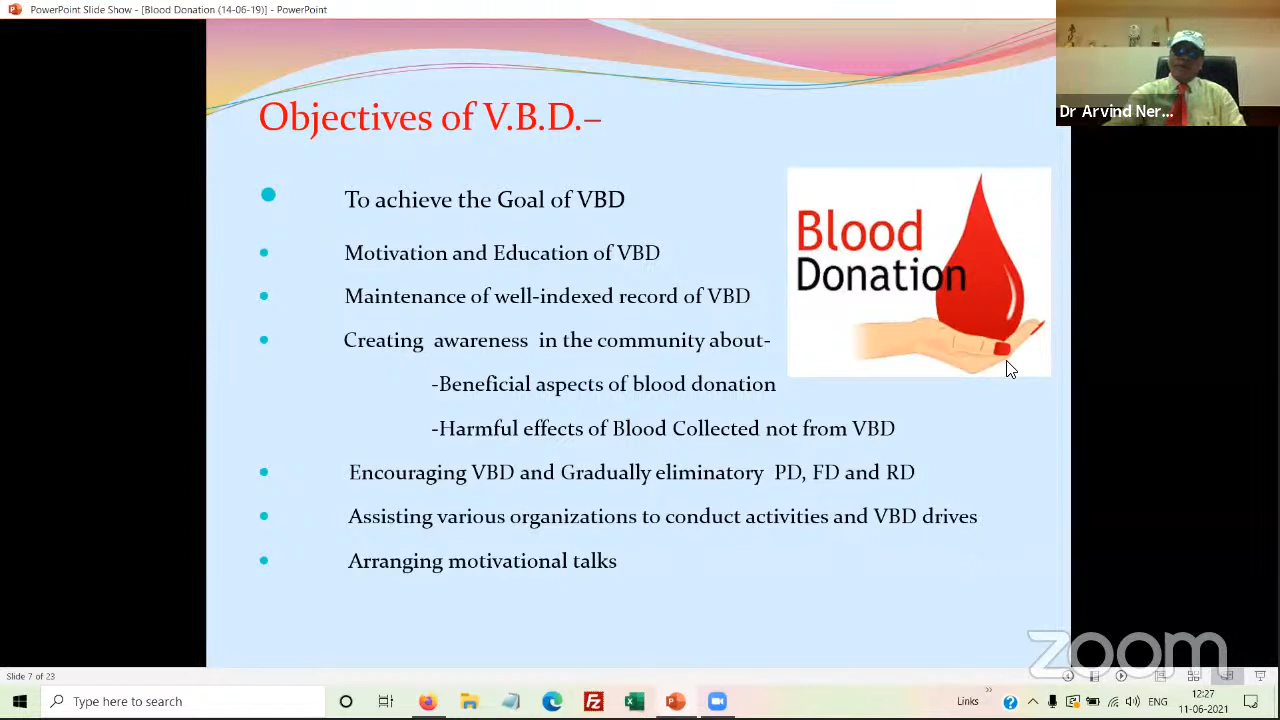 PowerPoint Slide Show - [Blood Donation (14-06-19)] - PowerPoint
Dr Arvind Ner...
Objectives of V.B.D.–
To achieve the Goal of VBD
Motivation and Education of VBD
Maintenance of well-indexed record of VBD
Creating awareness in the community about-
-Beneficial aspects of blood donation
-Harmful effects of Blood Collected not from VBD
Encouraging VBD and Gradually eliminatory PD, FD and RD
Assisting various organizations to conduct activities and VBD drives
Arranging motivational talks
Blood
Donation
zoom
Slide 7 of 23
Type here to search
Links
ENG
12:27
11-06-2021